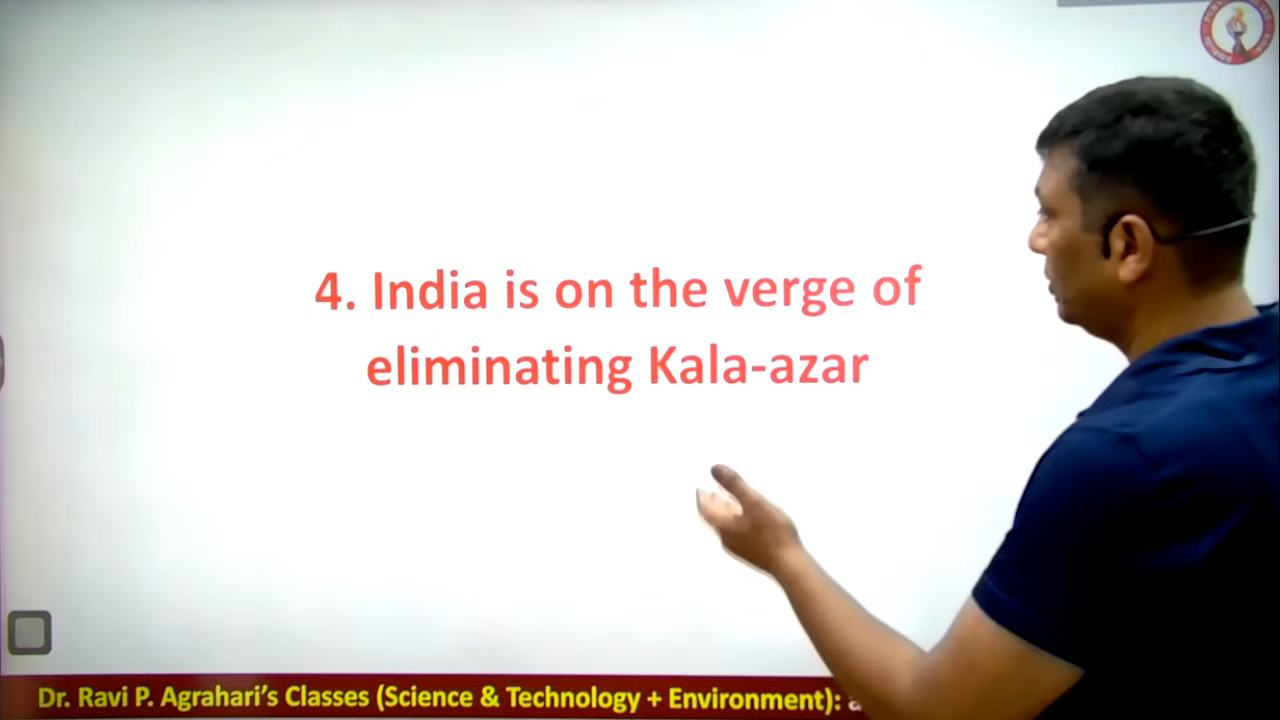 4. India is on the verge of
eliminating Kala-azar
Dr. Ravi P. Agrahari's Classes (Science & Technology + Environment):